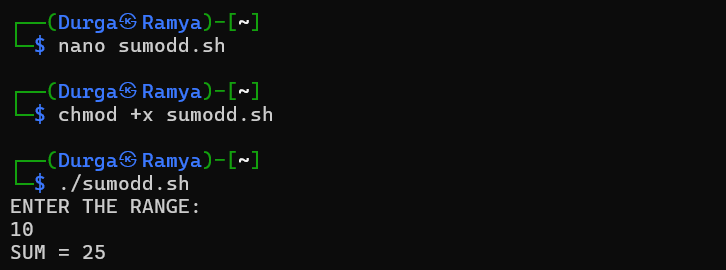 ┌──(Durga㉿Ramya)-[~]
└─$ nano sumodd.sh
┌──(Durga㉿Ramya)-[~]
└─$ chmod +x sumodd.sh
┌──(Durga㉿Ramya)-[~]
└─$ ./sumodd.sh
ENTER THE RANGE:
10
SUM = 25